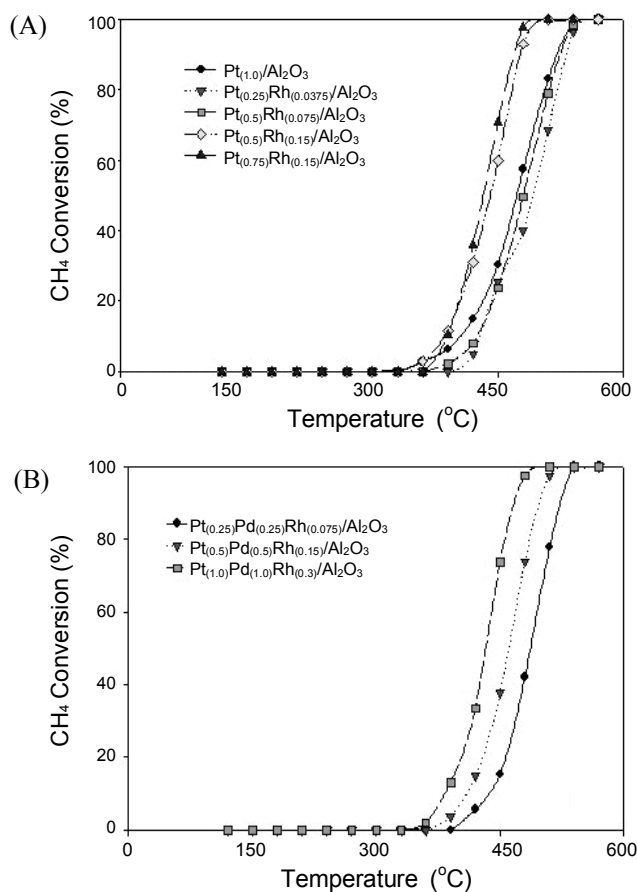 (A)
100
80
60
40
20
0
CH₄ Conversion (%)
Pt₍₁.₀₎/Al₂O₃
Pt₍₀.₂₅₎Rh₍₀.₀₃₇₅₎/Al₂O₃
Pt₍₀.₅₎Rh₍₀.₀₇₅₎/Al₂O₃
Pt₍₀.₅₎Rh₍₀.₁₅₎/Al₂O₃
Pt₍₀.₇₅₎Rh₍₀.₁₅₎/Al₂O₃
0 150 300 450 600
Temperature (°C)
(B)
100
80
60
40
20
0
CH₄ Conversion (%)
Pt₍₀.₂₅₎Pd₍₀.₂₅₎Rh₍₀.₀₇₅₎/Al₂O₃
Pt₍₀.₅₎Pd₍₀.₅₎Rh₍₀.₁₅₎/Al₂O₃
Pt₍₁.₀₎Pd₍₁.₀₎Rh₍₀.₃₎/Al₂O₃
0 150 300 450 600
Temperature (°C)